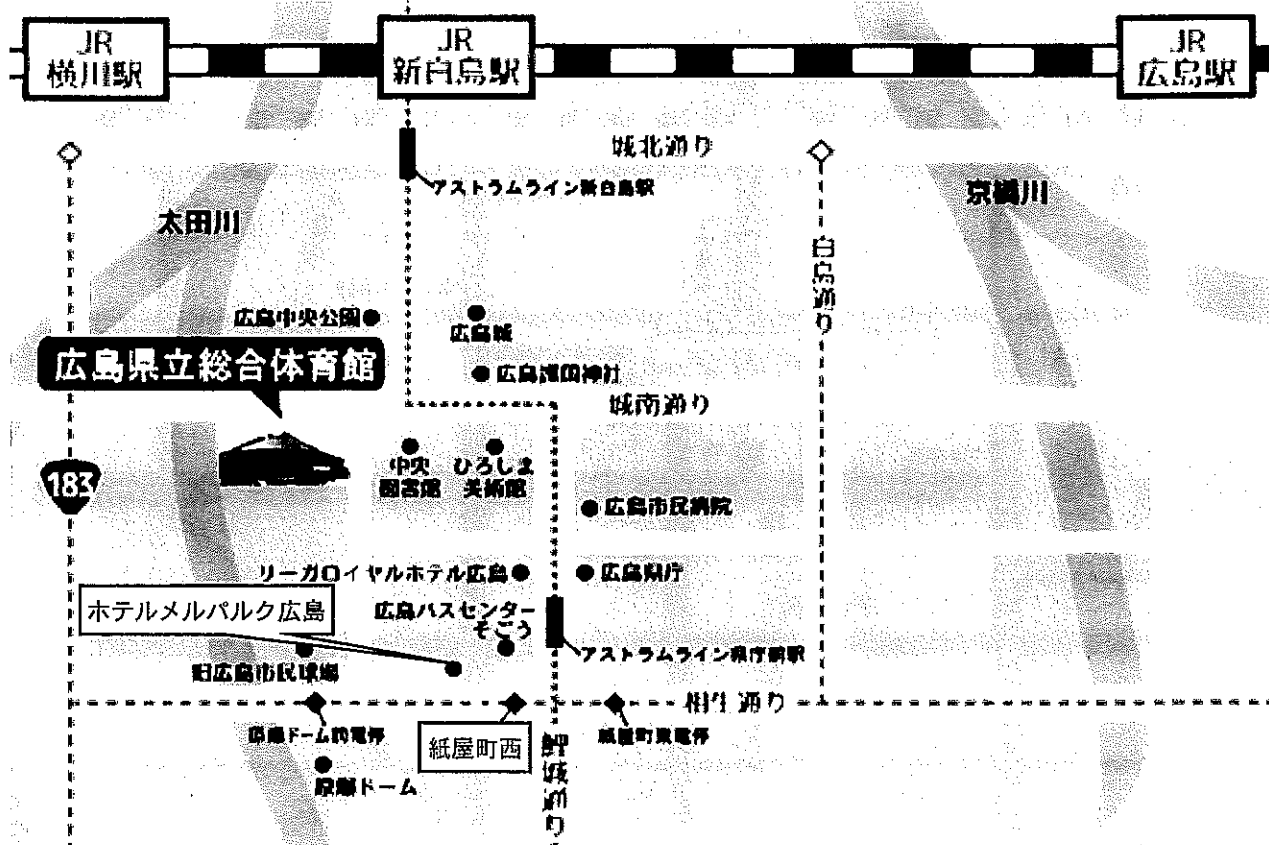 JR
横川駅
JR
新白島駅
JR
広島駅
城北通り
アストラムライン新白島駅
太田川
京橋川
白島通り
広島中央公園
広島城
広島県立総合体育館
広島護国神社
城南通り
183
中央
図書館
ひろしま
美術館
広島市民病院
リーガロイヤルホテル広島
広島県庁
ホテルメルパルク広島
広島バスセンター
そごう
アストラムライン県庁前駅
旧広島市民球場
相生通り
原爆ドーム前電停
紙屋町西
紙屋町東電停
鯉城通り
原爆ドーム